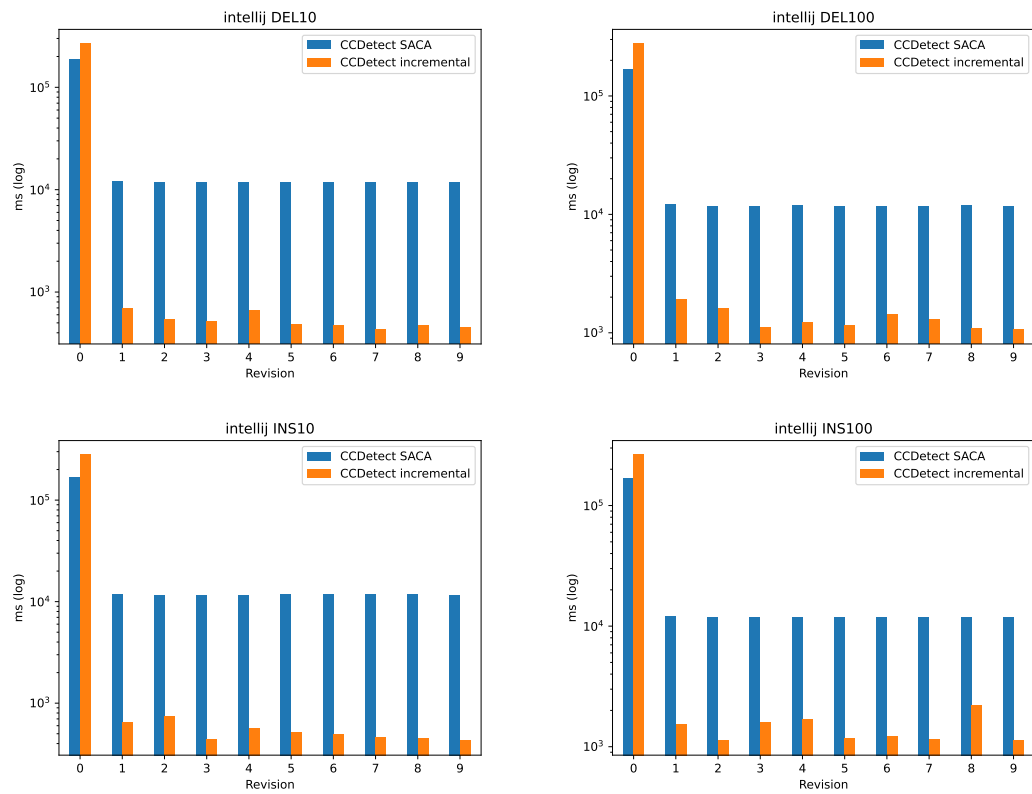 intellij DEL10
CCDetect SACA
CCDetect incremental
10^5
10^4
10^3
ms (log)
0 1 2 3 4 5 6 7 8 9
Revision
intellij DEL100
CCDetect SACA
CCDetect incremental
10^5
10^4
10^3
ms (log)
0 1 2 3 4 5 6 7 8 9
Revision
intellij INS10
CCDetect SACA
CCDetect incremental
10^5
10^4
10^3
ms (log)
0 1 2 3 4 5 6 7 8 9
Revision
intellij INS100
CCDetect SACA
CCDetect incremental
10^5
10^4
10^3
ms (log)
0 1 2 3 4 5 6 7 8 9
Revision